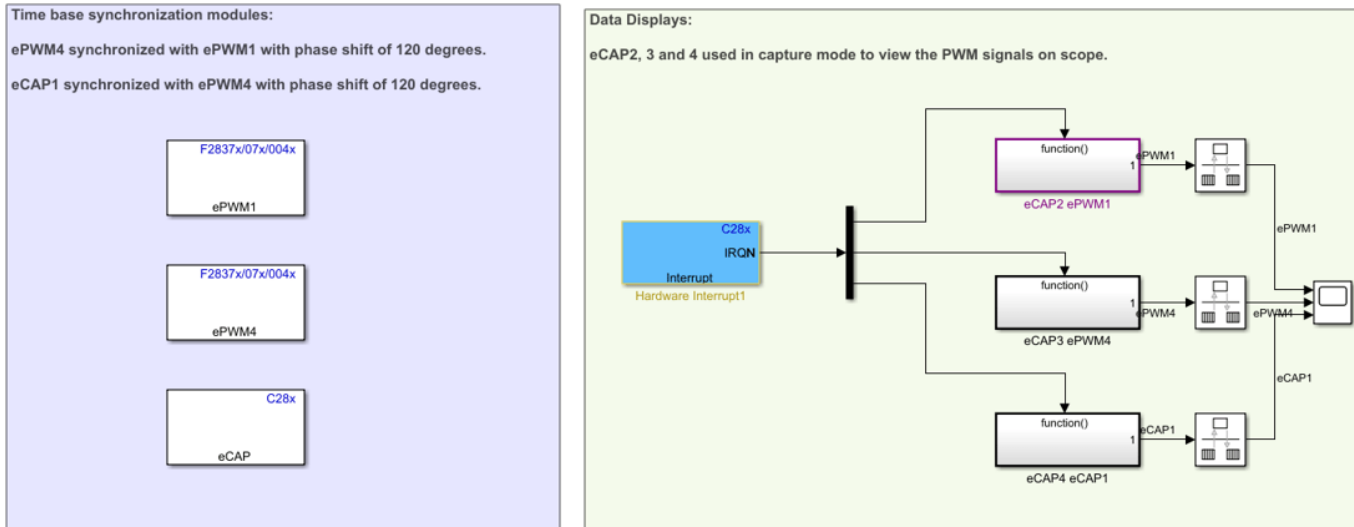 Time base synchronization modules:
ePWM4 synchronized with ePWM1 with phase shift of 120 degrees.
eCAP1 synchronized with ePWM4 with phase shift of 120 degrees.
F2837x/07x/004x
ePWM1
F2837x/07x/004x
ePWM4
C28x
eCAP
Data Displays:
eCAP2, 3 and 4 used in capture mode to view the PWM signals on scope.
C28x
IRQN
Interrupt
Hardware Interrupt1
function()
1
eCAP2 ePWM1
ePWM1
ePWM1
function()
1
eCAP3 ePWM4
ePWM4
ePWM4
function()
1
eCAP4 eCAP1
eCAP1
eCAP1